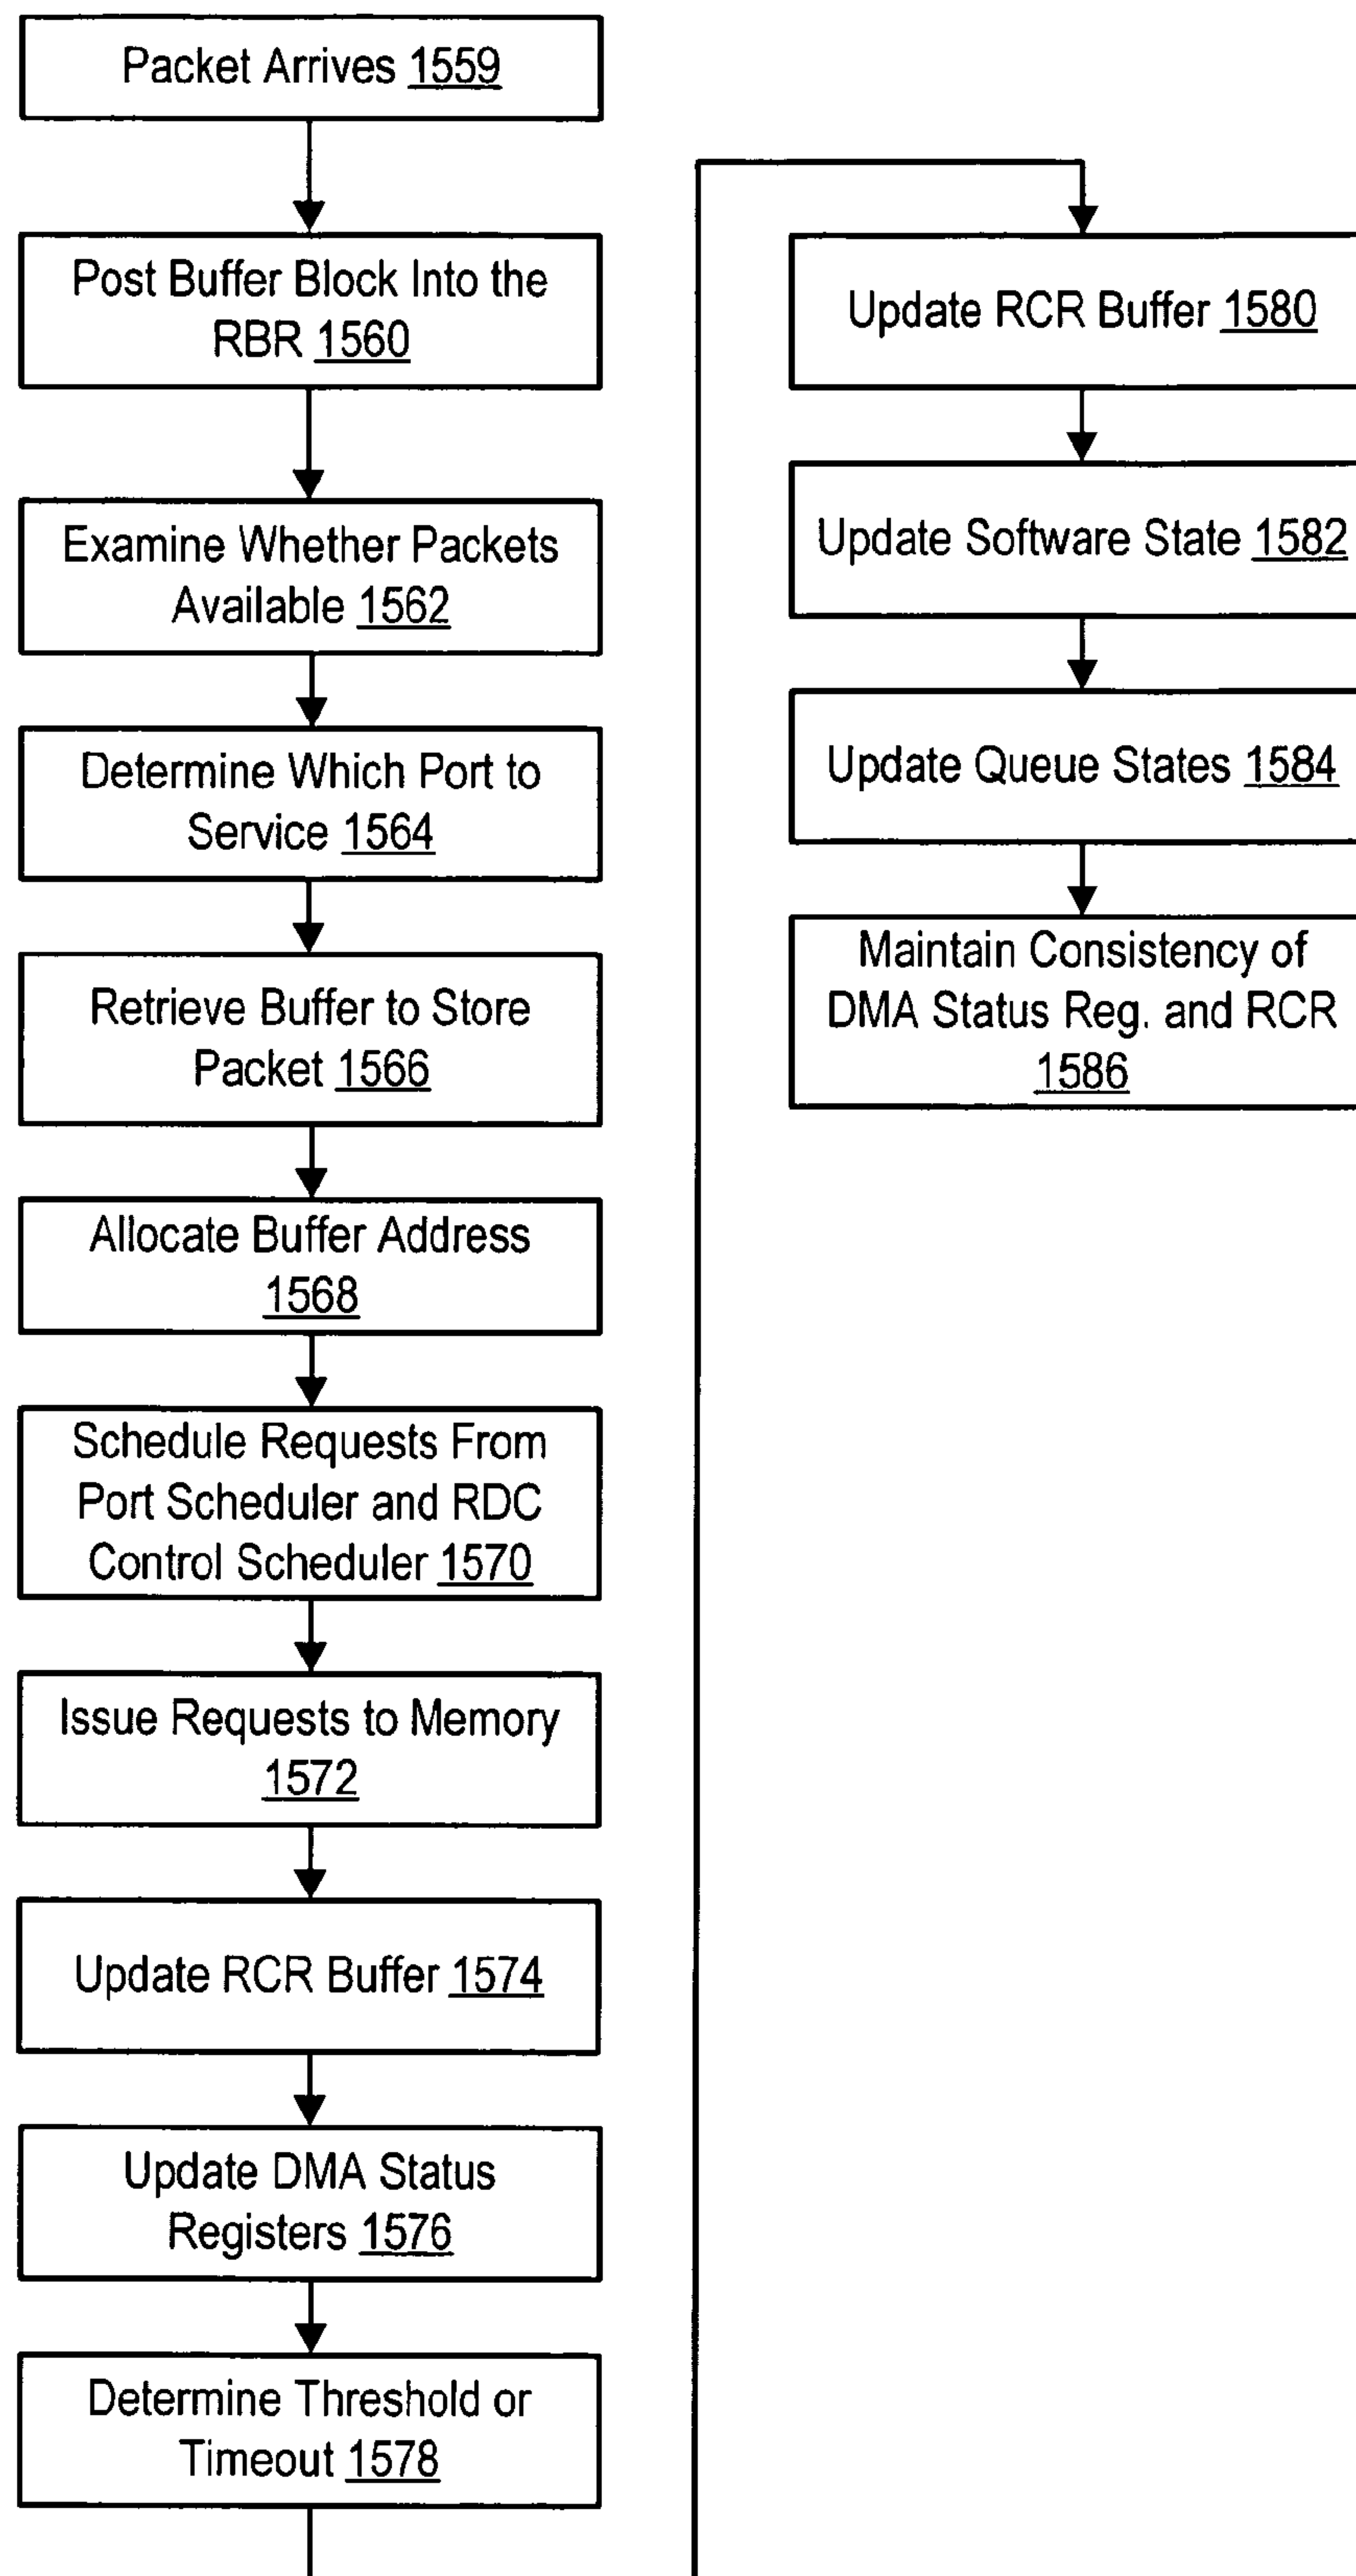 Packet Arrives 1559
Post Buffer Block Into the
RBR 1560
Examine Whether Packets
Available 1562
Determine Which Port to
Service 1564
Retrieve Buffer to Store
Packet 1566
Allocate Buffer Address
1568
Schedule Requests From
Port Scheduler and RDC
Control Scheduler 1570
Issue Requests to Memory
1572
Update RCR Buffer 1574
Update DMA Status
Registers 1576
Determine Threshold or
Timeout 1578
Update RCR Buffer 1580
Update Software State 1582
Update Queue States 1584
Maintain Consistency of
DMA Status Reg. and RCR
1586